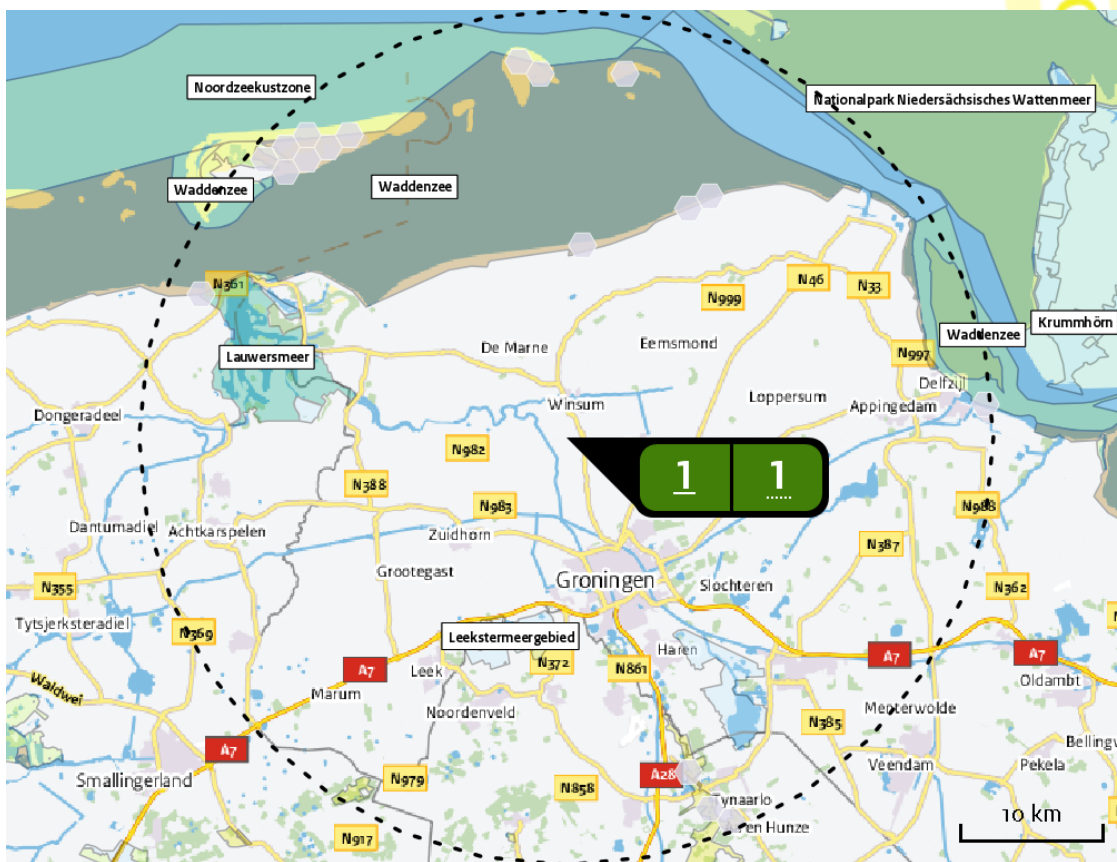 Noordzeekustzone
Nationalpark Niedersächsisches Wattenmeer
Waddenzee
Waddenzee
N361
N46
N33
N999
Krummhörn
Waddenzee
De Marne
Eemsmond
N997
Lauwersmeer
Delfzijl
Loppersum
Appingedam
Dongeradeel
Winsum
N982
1
1
N388
N983
N988
Dantumadiel
Achtkarspelen
Zuidhorn
N387
Grootegast
Groningen
Slochteren
N355
N362
Tytsjerksteradiel
N369
Leekstermeergebied
Haren
A7
A7
A7
Leek
N372
N861
Oldambt
Waldwei
Marum
Noordenveld
Menterwolde
N385
A7
Smallingerland
N979
N858
A28
Veendam
Pekela
Tynaarlo
10 km
N917